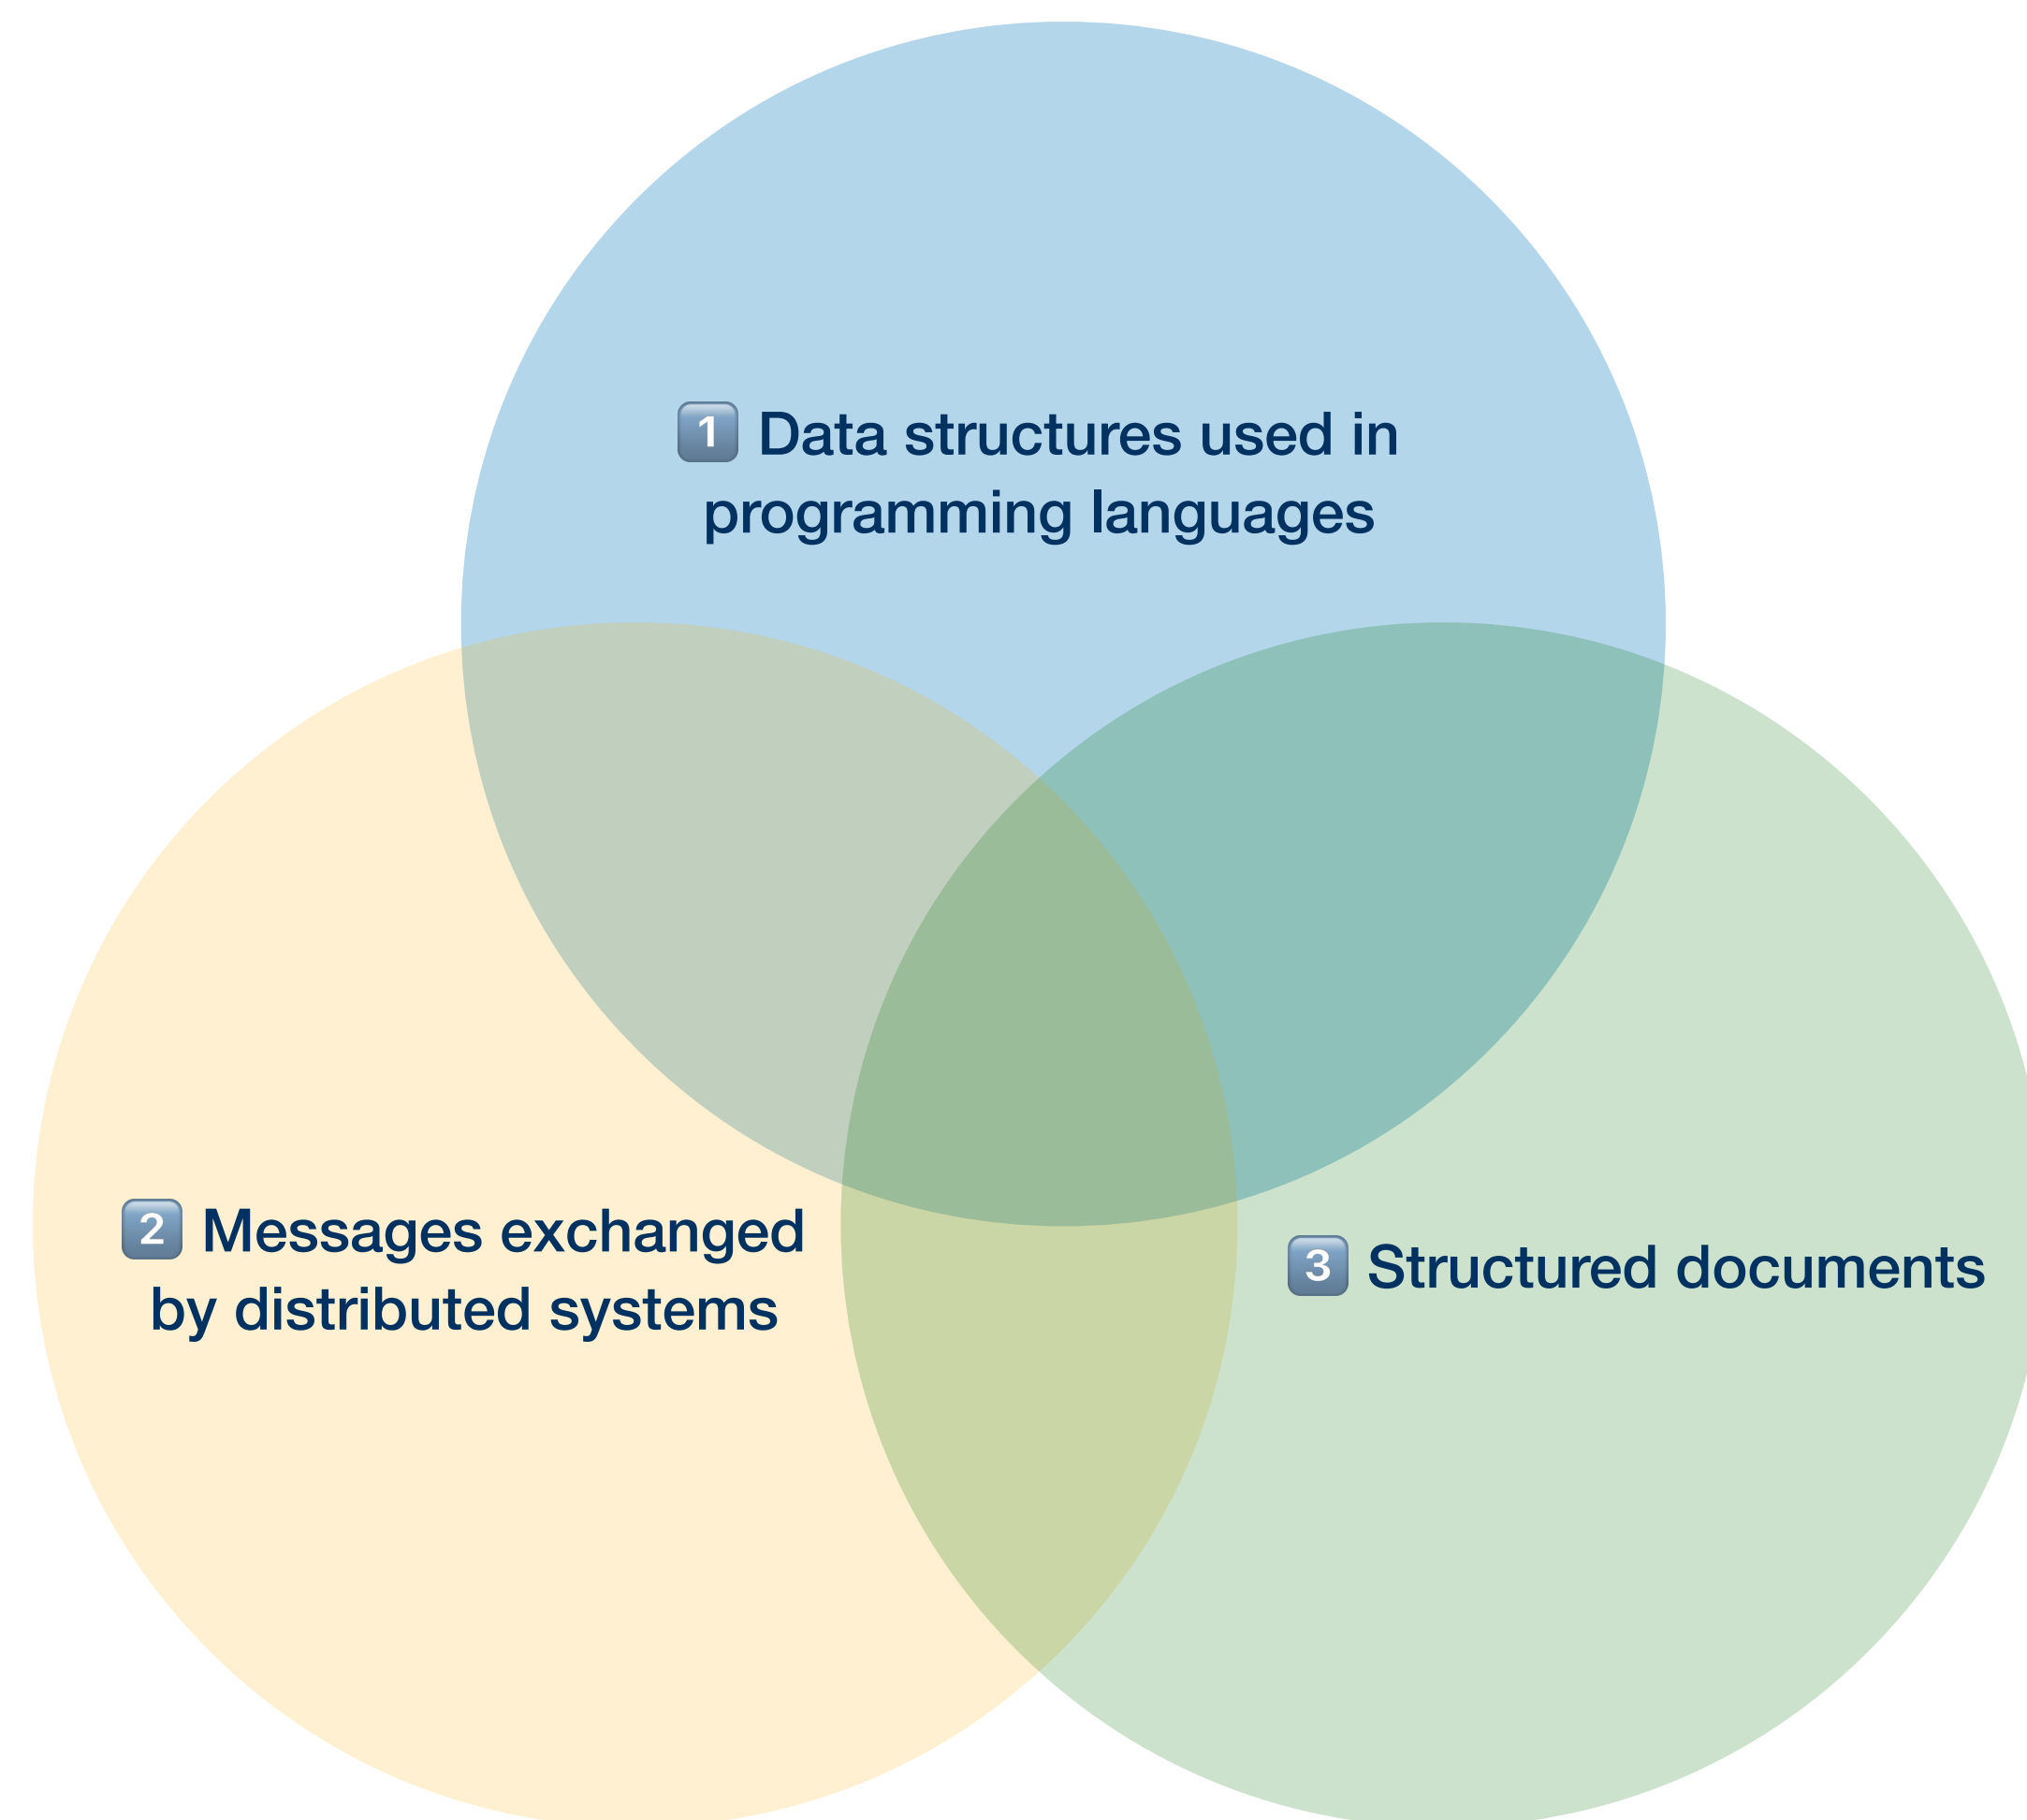 1️⃣ Data structures used in
programming languages
2️⃣ Messages exchanged
by distributed systems
3️⃣ Structured documents